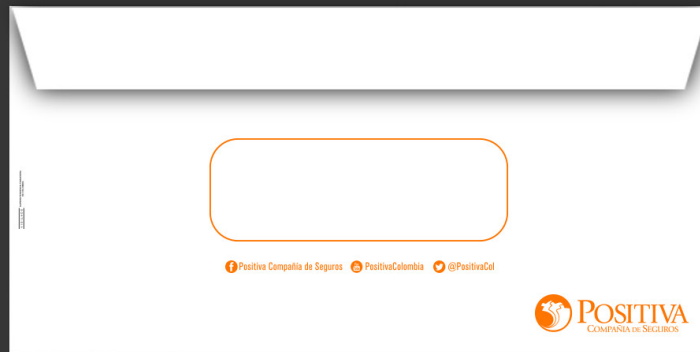 Positiva Compañía de Seguros PositivaColombia @PositivaCol
POSITIVA
COMPAÑÍA DE SEGUROS